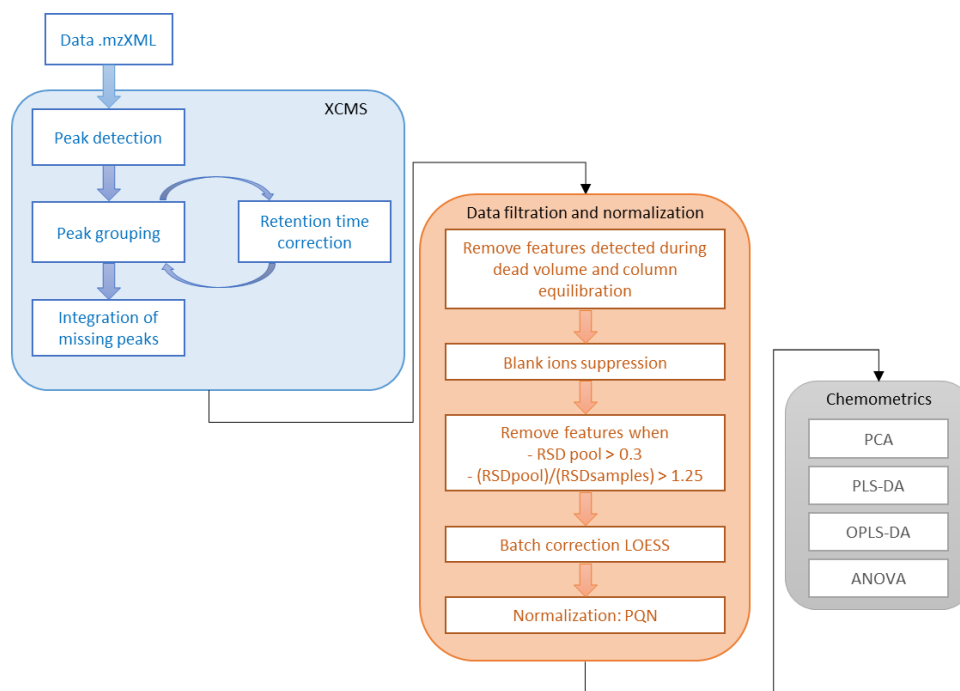 Data .mzXML
XCMS
Peak detection
Peak grouping
Retention time
correction
Integration of
missing peaks
Data filtration and normalization
Remove features detected during
dead volume and column
equilibration
Blank ions suppression
Remove features when
- RSD pool > 0.3
- (RSDpool)/(RSDsamples) > 1.25
Batch correction LOESS
Normalization: PQN
Chemometrics
PCA
PLS-DA
OPLS-DA
ANOVA